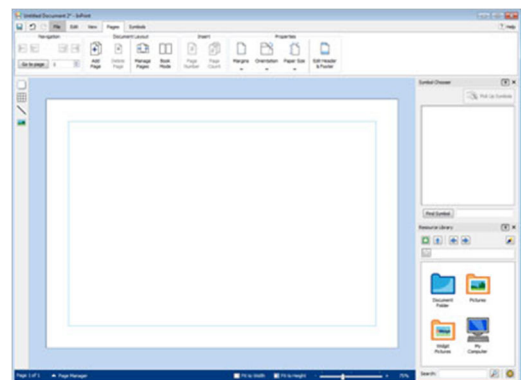 Untitled Document 2* - InPrint
File Edit View Pages Symbols
Help
Navigation Document Layout Insert Properties
Go to page 1
Add Page
Delete Page
Manage Pages
Book Mode
Page Number
Page Count
Margins
Orientation
Paper Size
Edit Header & Footer
Symbol Chooser
Pick Up Symbols
Find Symbol
Resource Library
Document Folder
Pictures
Widgit Pictures
My Computer
Search:
Page 1 of 1 Page Manager Fit to Width Fit to Height 70%